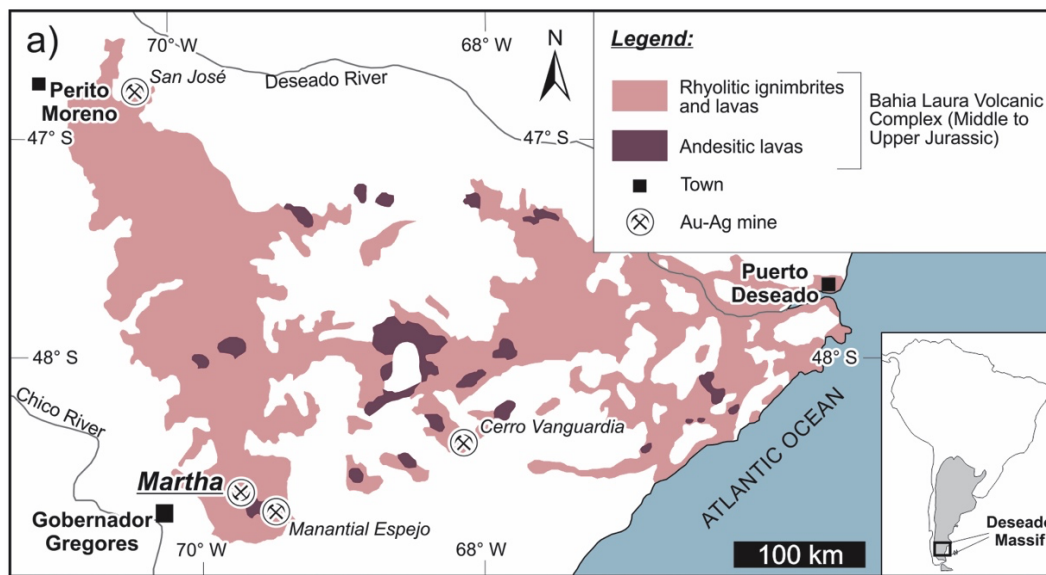 a)
70° W
68° W
N
San José
Deseado River
Perito
Moreno
47° S
47° S
Legend:
Rhyolitic ignimbrites
and lavas
Andesitic lavas
Bahia Laura Volcanic
Complex (Middle to
Upper Jurassic)
Town
Au-Ag mine
Puerto
Deseado
48° S
48° S
Chico River
Cerro Vanguardia
ATLANTIC OCEAN
Martha
Manantial Espejo
Gobernador
Gregores
70° W
68° W
100 km
Deseado
Massif